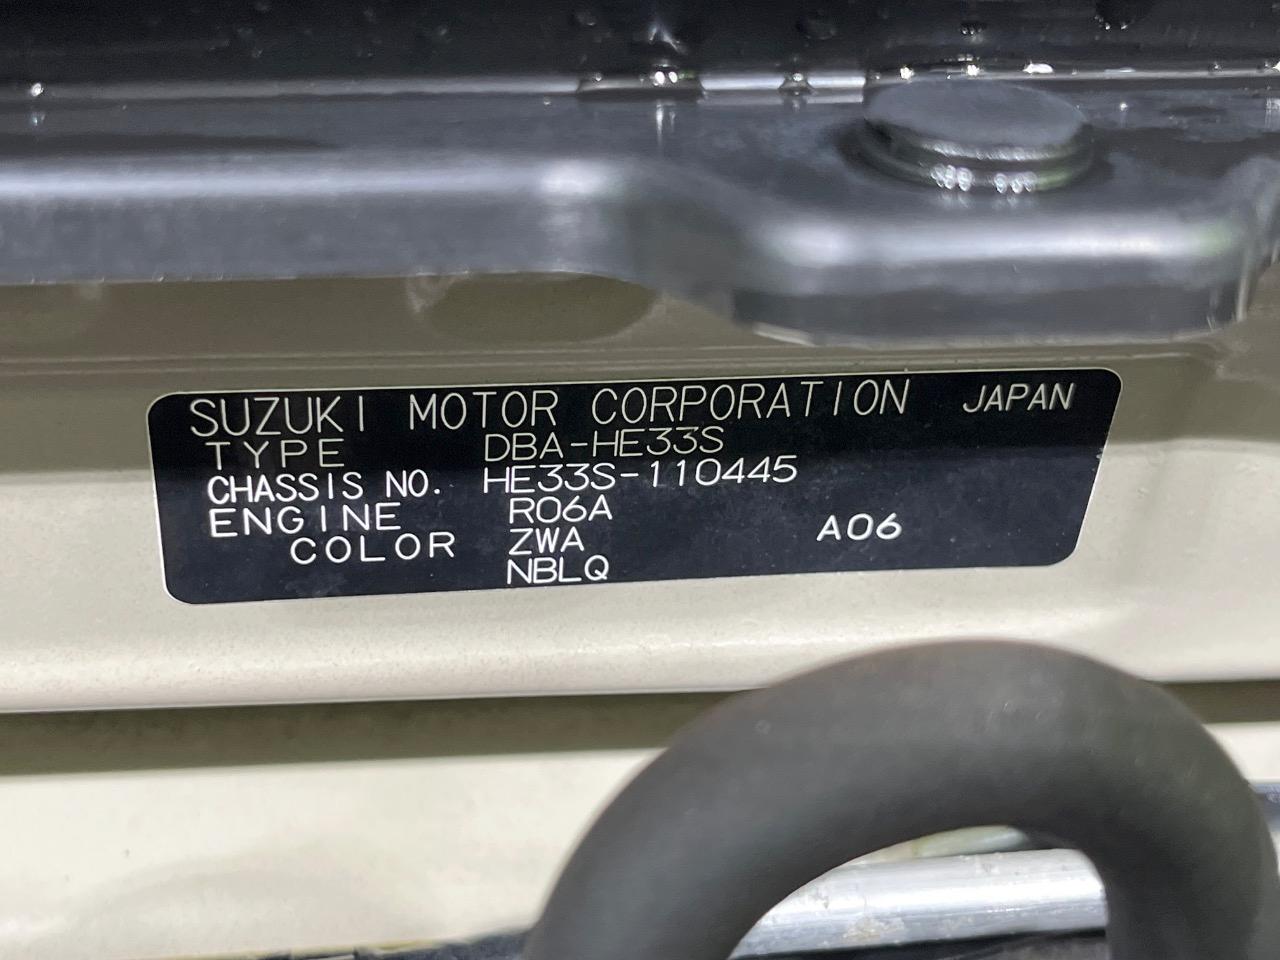 SUZUKI MOTOR CORPORATION JAPAN
TYPE DBA-HE33S
CHASSIS NO. HE33S-110445
ENGINE R06A
COLOR ZWA A06
NBLQ